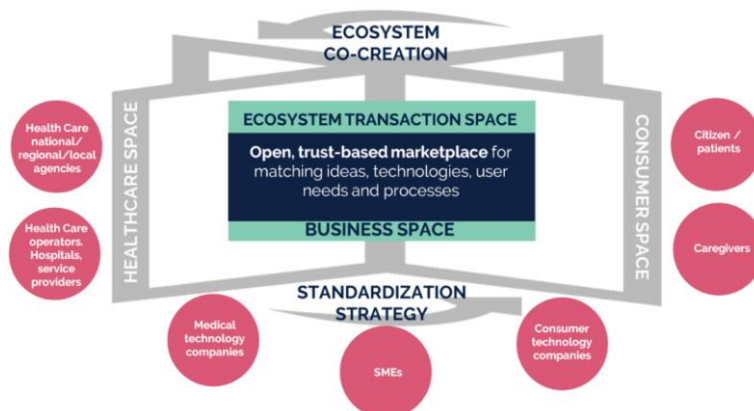 ECOSYSTEM
CO-CREATION
HEALTHCARE SPACE
ECOSYSTEM TRANSACTION SPACE
Open, trust-based marketplace for
matching ideas, technologies, user
needs and processes
BUSINESS SPACE
CONSUMER SPACE
Health Care
national/
regional/local
agencies
Health Care
operators.
Hospitals,
service
providers
Citizen /
patients
Caregivers
STANDARDIZATION
STRATEGY
Medical
technology
companies
SMEs
Consumer
technology
companies